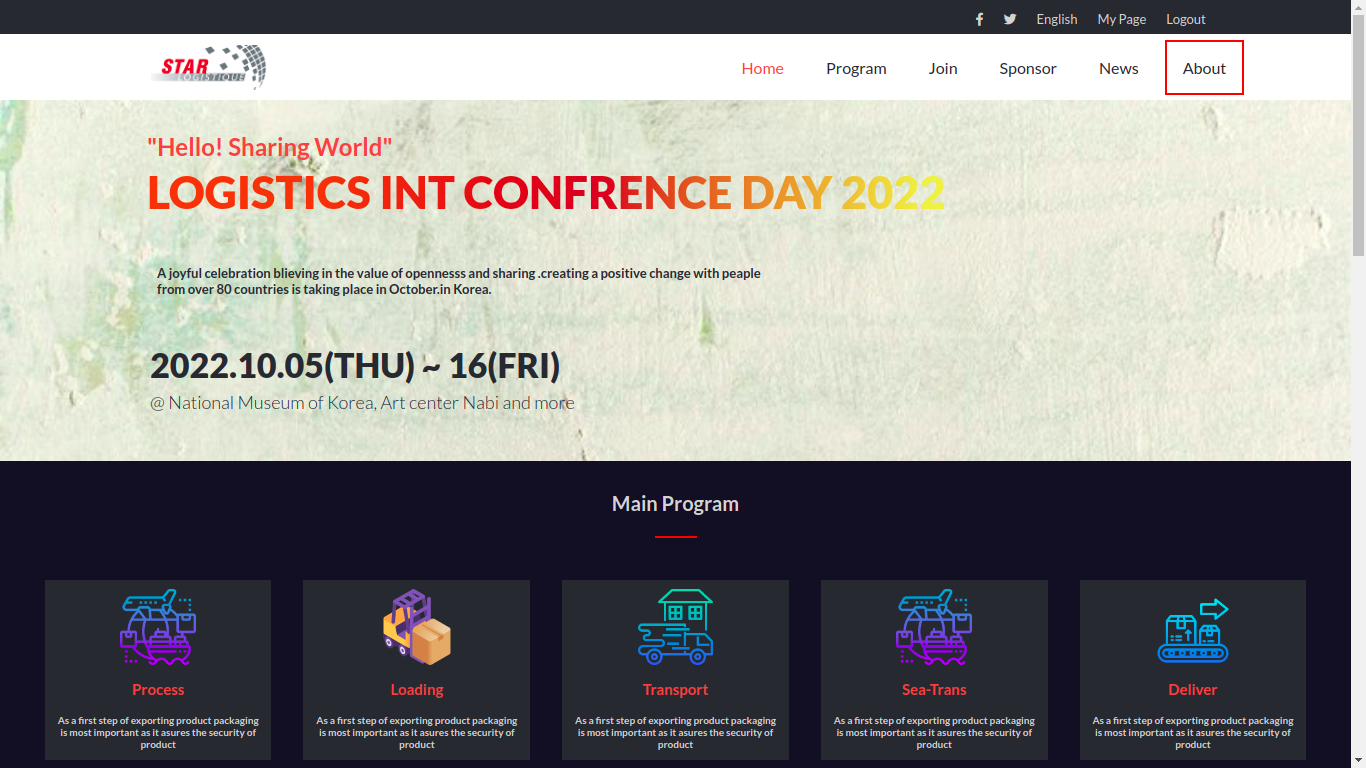 English My Page Logout
STAR
LOGISTIQUE
Home Program Join Sponsor News About
"Hello! Sharing World"
LOGISTICS INT CONFRENCE DAY 2022
A joyful celebration blieving in the value of opennesss and sharing .creating a positive change with peaple
from over 80 countries is taking place in October.in Korea.
2022.10.05(THU) ~ 16(FRI)
@ National Museum of Korea, Art center Nabi and more
Main Program
Process
As a first step of exporting product packaging
is most important as it asures the security of
product
Loading
As a first step of exporting product packaging
is most important as it asures the security of
product
Transport
As a first step of exporting product packaging
is most important as it asures the security of
product
Sea-Trans
As a first step of exporting product packaging
is most important as it asures the security of
product
Deliver
As a first step of exporting product packaging
is most important as it asures the security of
product